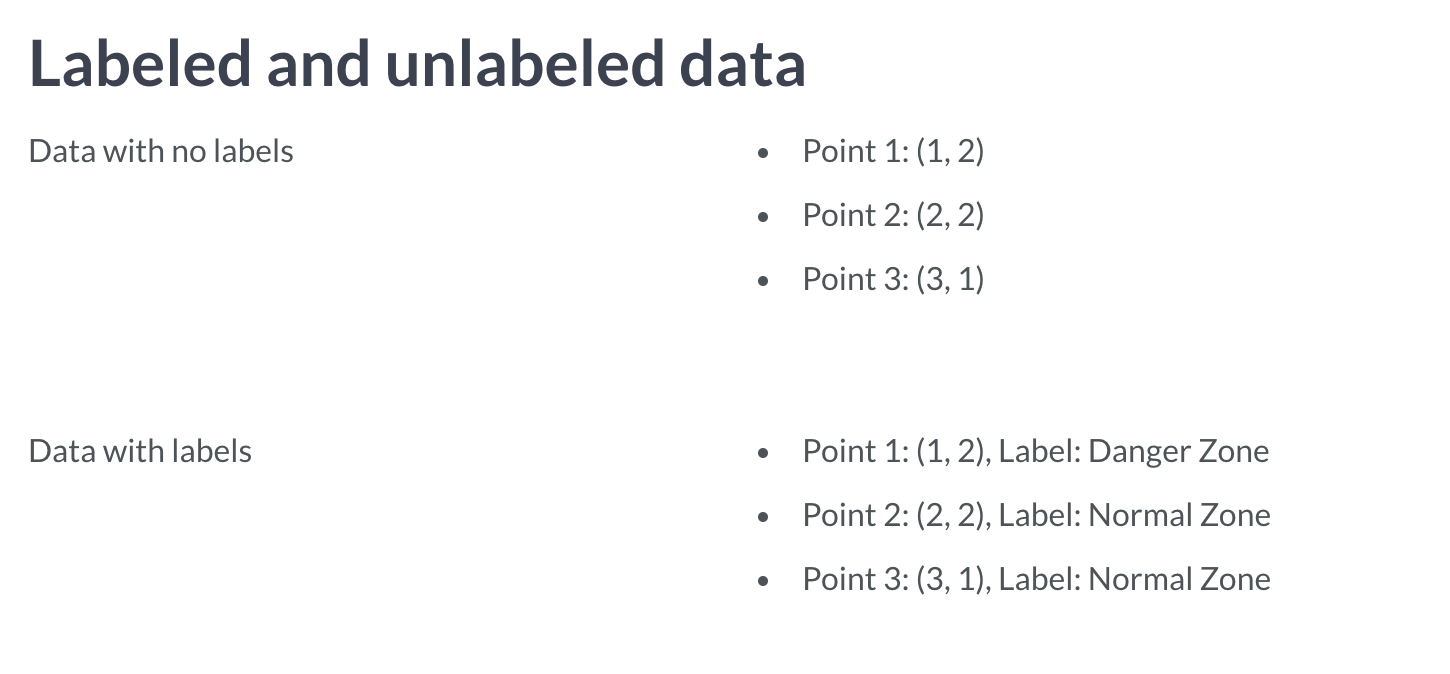 Labeled and unlabeled data
Data with no labels
• Point 1: (1, 2)
• Point 2: (2, 2)
• Point 3: (3, 1)
Data with labels
• Point 1: (1, 2), Label: Danger Zone
• Point 2: (2, 2), Label: Normal Zone
• Point 3: (3, 1), Label: Normal Zone